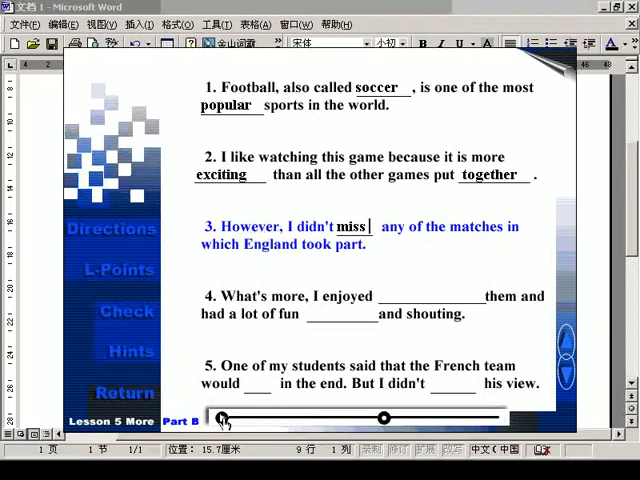 文档 1 - Microsoft Word
文件(F) 编辑(E) 视图(V) 插入(I) 格式(O) 工具(T) 表格(A) 窗口(W) 帮助(H)
金山词霸 宋体 小初 B I U A
L 46 48
1. Football, also called soccer , is one of the most
popular sports in the world.
2. I like watching this game because it is more
exciting than all the other games put together .
3. However, I didn't miss any of the matches in
which England took part.
4. What's more, I enjoyed ____ them and
had a lot of fun ____ and shouting.
5. One of my students said that the French team
would ____ in the end. But I didn't ____ his view.
Directions
L-Points
Check
Hints
Return
Lesson 5 More Part B
1 页 1 节 1/1 位置: 15.7厘米 9 行 1 列 录制 修订 扩展 改写 中文(中国